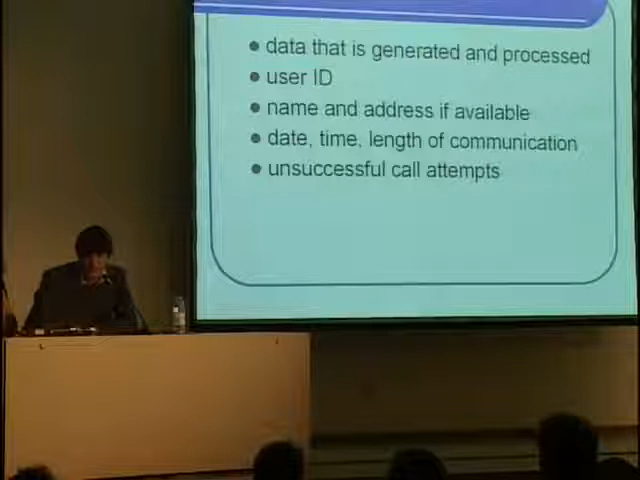 data that is generated and processed
user ID
name and address if available
date, time, length of communication
unsuccessful call attempts